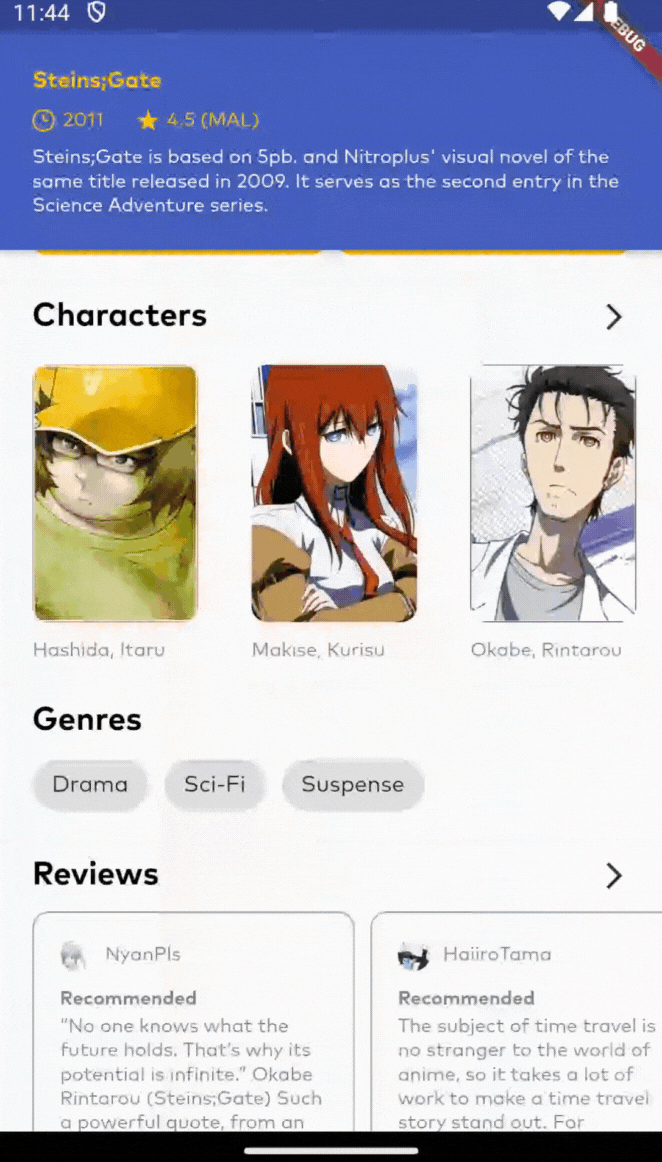 11:44
EBUG
Steins;Gate
2011 4.5 (MAL)
Steins;Gate is based on 5pb. and Nitroplus' visual novel of the
same title released in 2009. It serves as the second entry in the
Science Adventure series.
Characters
Hashida, Itaru Makise, Kurisu Okabe, Rintarou
Genres
Drama Sci-Fi Suspense
Reviews
NyanPls
Recommended
“No one knows what the
future holds. That’s why its
potential is infinite.” Okabe
Rintarou (Steins;Gate) Such
a powerful quote, from an
HaiiroTama
Recommended
The subject of time travel is
no stranger to the world of
anime, so it takes a lot of
work to make a time travel
story stand out. For